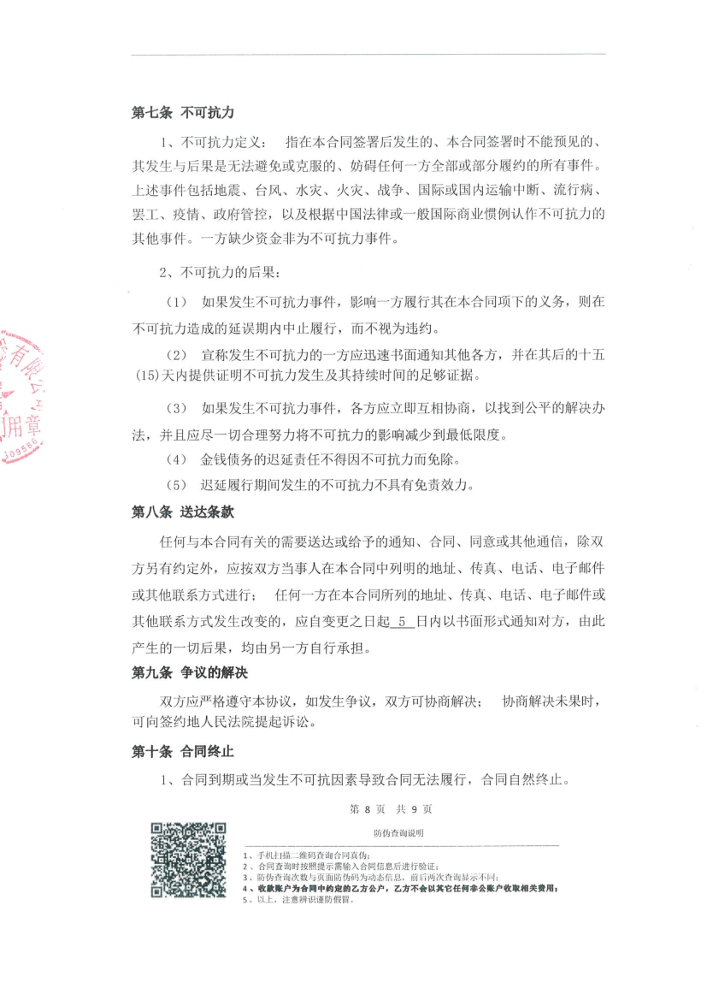 第七条 不可抗力
1、不可抗力定义： 指在本合同签署后发生的、本合同签署时不能预见的、
其发生与后果是无法避免或克服的、妨碍任何一方全部或部分履约的所有事件。
上述事件包括地震、台风、水灾、火灾、战争、国际或国内运输中断、流行病、
罢工、疫情、政府管控，以及根据中国法律或一般国际商业惯例认作不可抗力的
其他事件。一方缺少资金非为不可抗力事件。
2、不可抗力的后果：
（1） 如果发生不可抗力事件，影响一方履行其在本合同项下的义务，则在
不可抗力造成的延误期内中止履行，而不视为违约。
（2） 宣称发生不可抗力的一方应迅速书面通知其他各方，并在其后的十五
(15)天内提供证明不可抗力发生及其持续时间的足够证据。
（3） 如果发生不可抗力事件，各方应立即互相协商，以找到公平的解决办
法，并且应尽一切合理努力将不可抗力的影响减少到最低限度。
（4） 金钱债务的迟延责任不得因不可抗力而免除。
（5） 迟延履行期间发生的不可抗力不具有免责效力。
第八条 送达条款
任何与本合同有关的需要送达或给予的通知、合同、同意或其他通信，除双
方另有约定外，应按双方当事人在本合同中列明的地址、传真、电话、电子邮件
或其他联系方式进行； 任何一方在本合同所列的地址、传真、电话、电子邮件或
其他联系方式发生改变的，应自变更之日起 5 日内以书面形式通知对方，由此
产生的一切后果，均由另一方自行承担。
第九条 争议的解决
双方应严格遵守本协议，如发生争议，双方可协商解决； 协商解决未果时，
可向签约地人民法院提起诉讼。
第十条 合同终止
1、合同到期或当发生不可抗因素导致合同无法履行，合同自然终止。
第 8 页 共 9 页
防伪查询说明
1、手机扫描二维码查询合同真伪；
2、合同查询时按照提示需输入合同信息后进行验证；
3、防伪查询次数与页面防伪码为动态信息，前后两次查询显示不同；
4、收款账户为合同中约定的乙方公户，乙方不会以其它任何非公账户收取相关费用；
5、以上，注意辨识谨防假冒。
有限公司
用章
309586